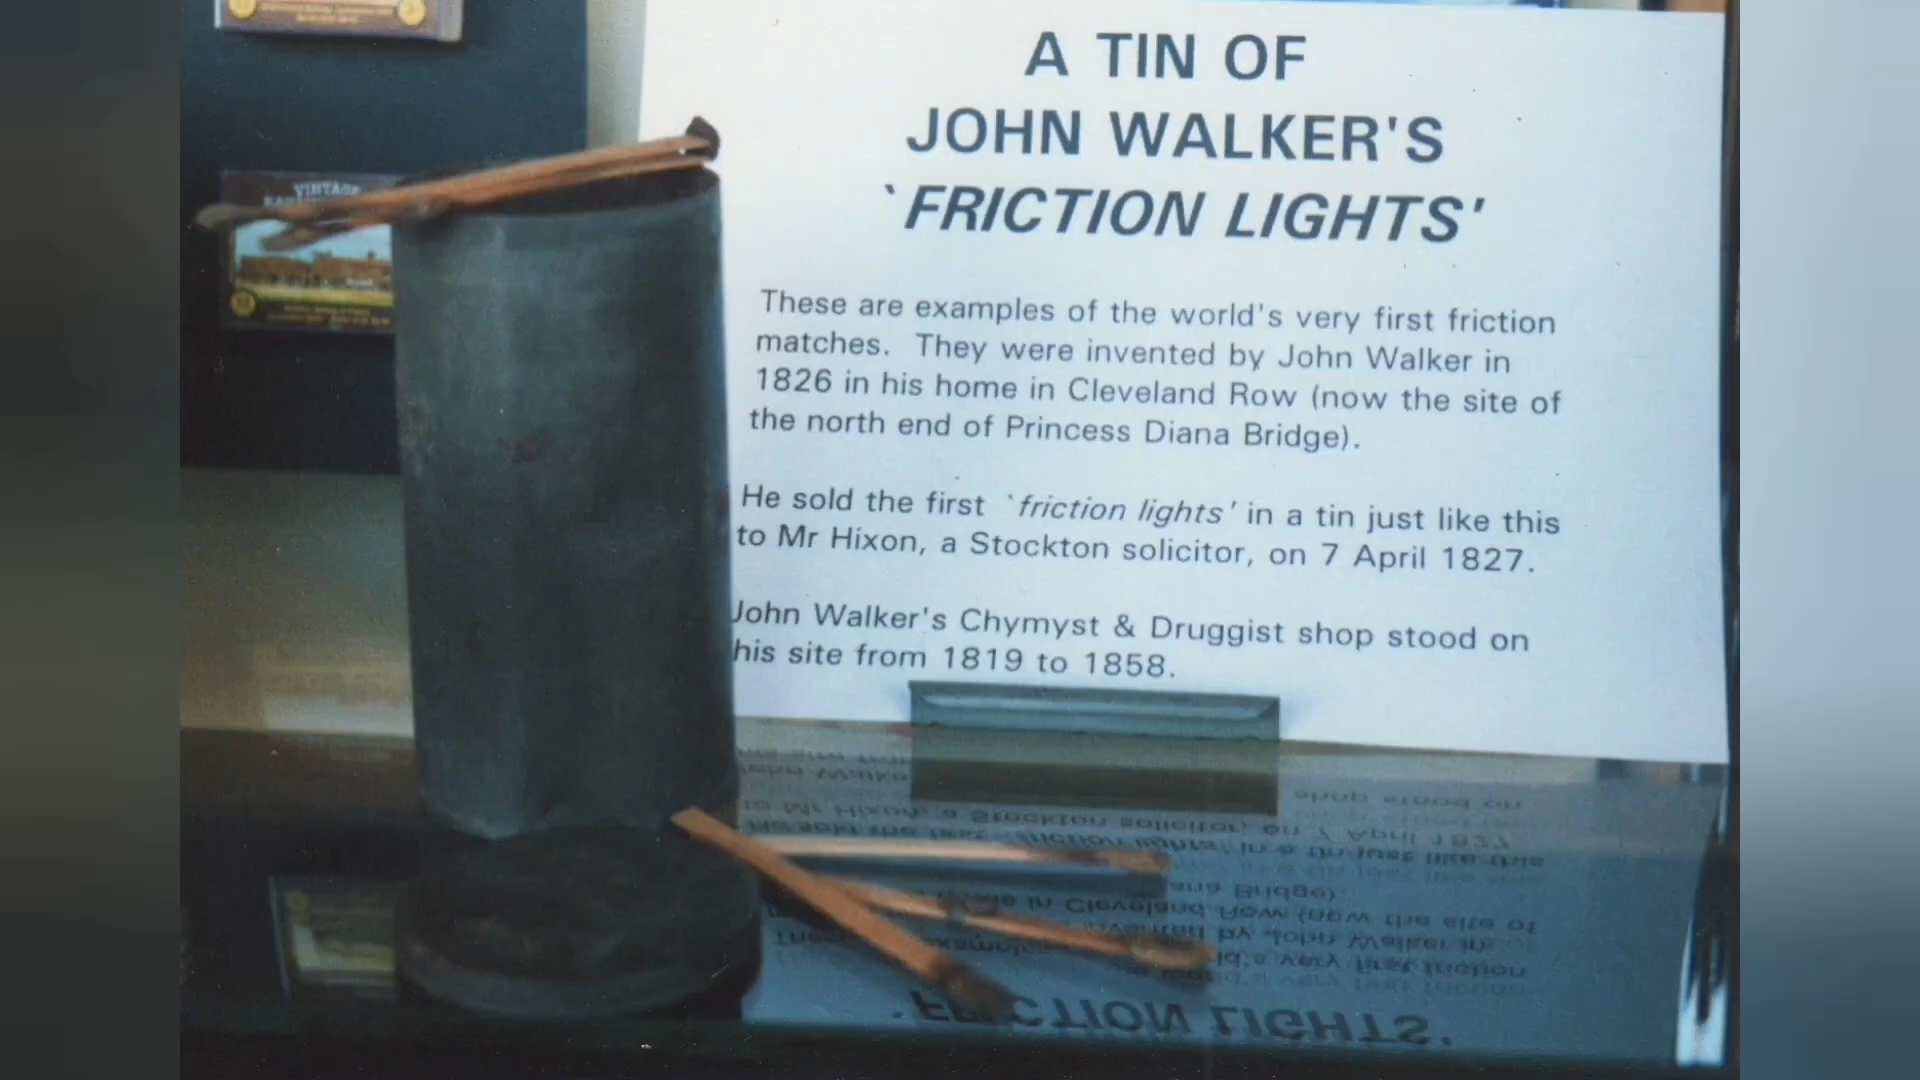 A TIN OF
JOHN WALKER'S
`FRICTION LIGHTS'
These are examples of the world's very first friction
matches. They were invented by John Walker in
1826 in his home in Cleveland Row (now the site of
the north end of Princess Diana Bridge).
He sold the first `friction lights' in a tin just like this
to Mr Hixon, a Stockton solicitor, on 7 April 1827.
John Walker's Chymyst & Druggist shop stood on
his site from 1819 to 1858.
VINTAGE